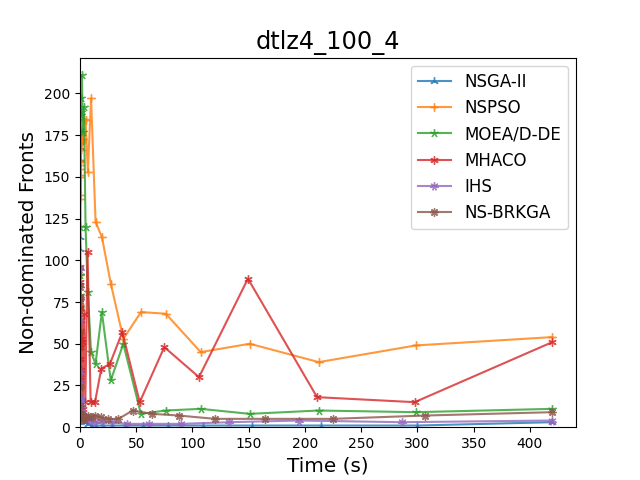 dtlz4_100_4
Non-dominated Fronts
200
175
150
125
100
75
50
25
0
0 50 100 150 200 250 300 350 400
Time (s)
NSGA-II
NSPSO
MOEA/D-DE
MHACO
IHS
NS-BRKGA